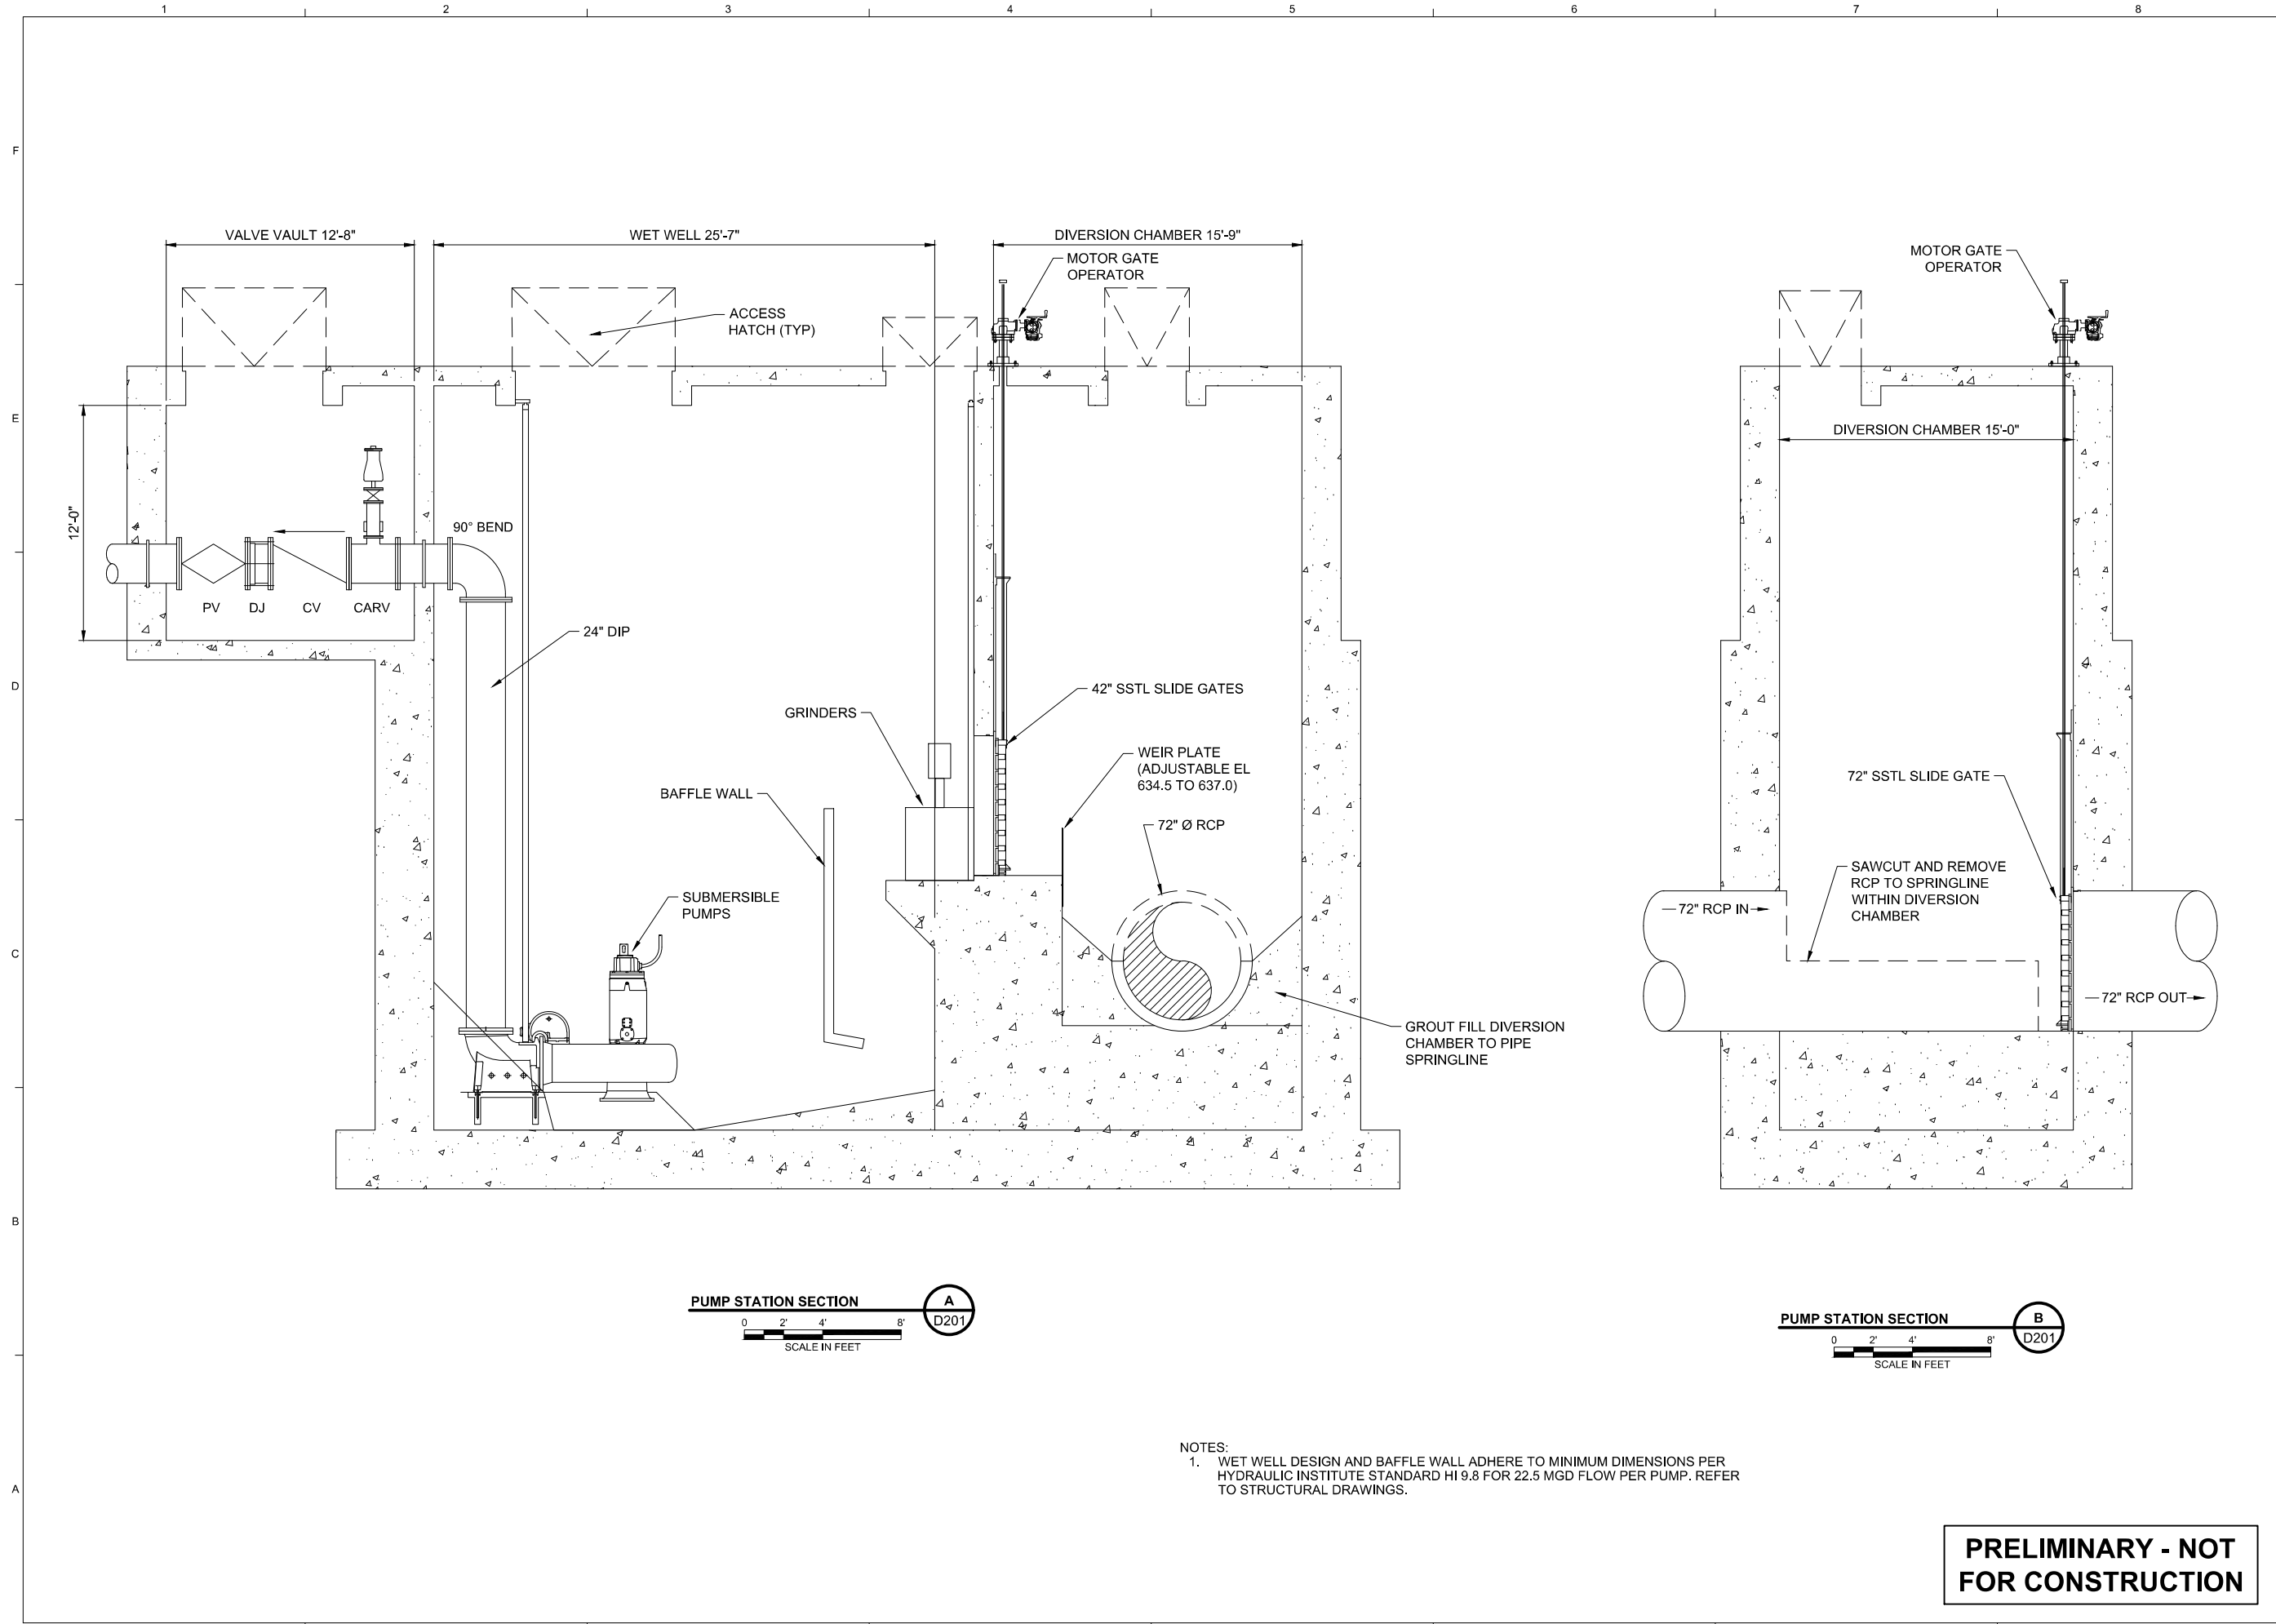 1 2 3 4 5 6 7 8
F
E
D
C
B
A
VALVE VAULT 12'-8"
WET WELL 25'-7"
DIVERSION CHAMBER 15'-9"
MOTOR GATE
OPERATOR
ACCESS
HATCH (TYP)
12'-0"
90° BEND
PV DJ CV CARV
24" DIP
42" SSTL SLIDE GATES
GRINDERS
WEIR PLATE
(ADJUSTABLE EL
634.5 TO 637.0)
BAFFLE WALL
72" Ø RCP
SUBMERSIBLE
PUMPS
GROUT FILL DIVERSION
CHAMBER TO PIPE
SPRINGLINE
PUMP STATION SECTION
A
D201
0 2' 4' 8'
SCALE IN FEET
MOTOR GATE
OPERATOR
DIVERSION CHAMBER 15'-0"
72" SSTL SLIDE GATE
SAWCUT AND REMOVE
RCP TO SPRINGLINE
WITHIN DIVERSION
CHAMBER
72" RCP IN
72" RCP OUT
PUMP STATION SECTION
B
D201
0 2' 4' 8'
SCALE IN FEET
NOTES:
1. WET WELL DESIGN AND BAFFLE WALL ADHERE TO MINIMUM DIMENSIONS PER
HYDRAULIC INSTITUTE STANDARD HI 9.8 FOR 22.5 MGD FLOW PER PUMP. REFER
TO STRUCTURAL DRAWINGS.
PRELIMINARY - NOT
FOR CONSTRUCTION